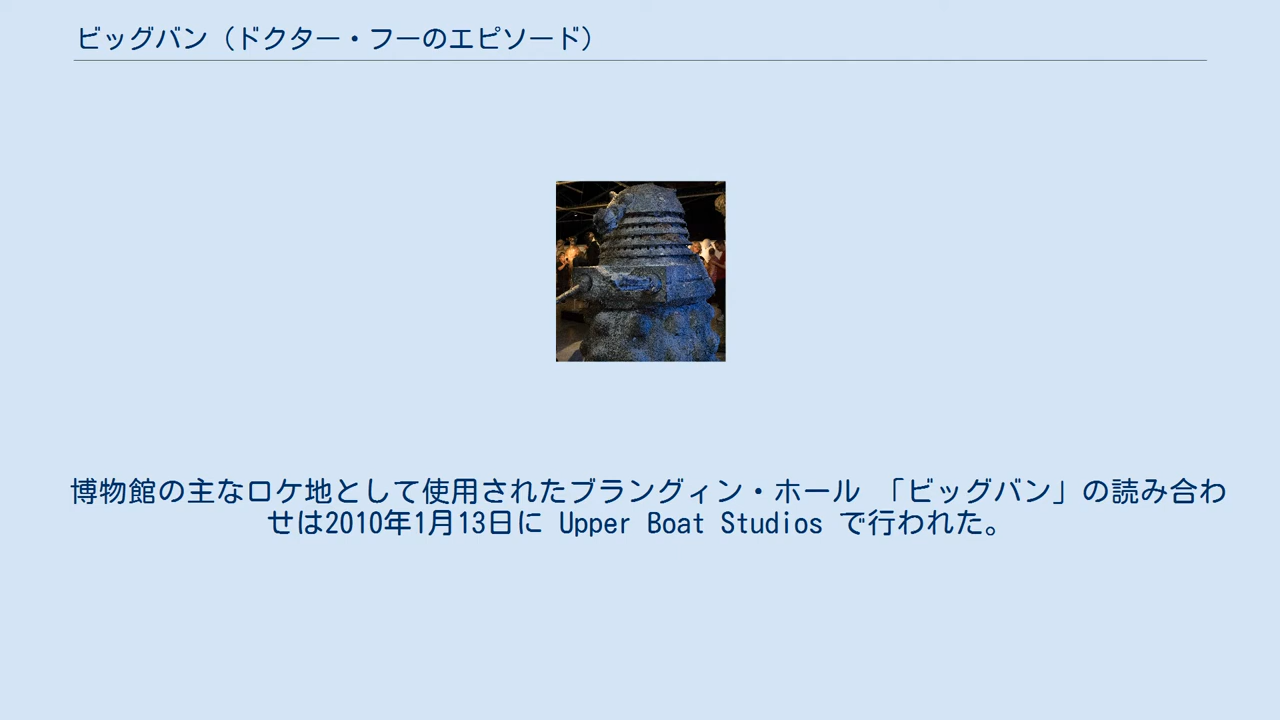 ビッグバン（ドクター・フーのエピソード）
博物館の主なロケ地として使用されたブラングィン・ホール 「ビッグバン」の読み合わ
せは2010年1月13日に Upper Boat Studios で行われた。